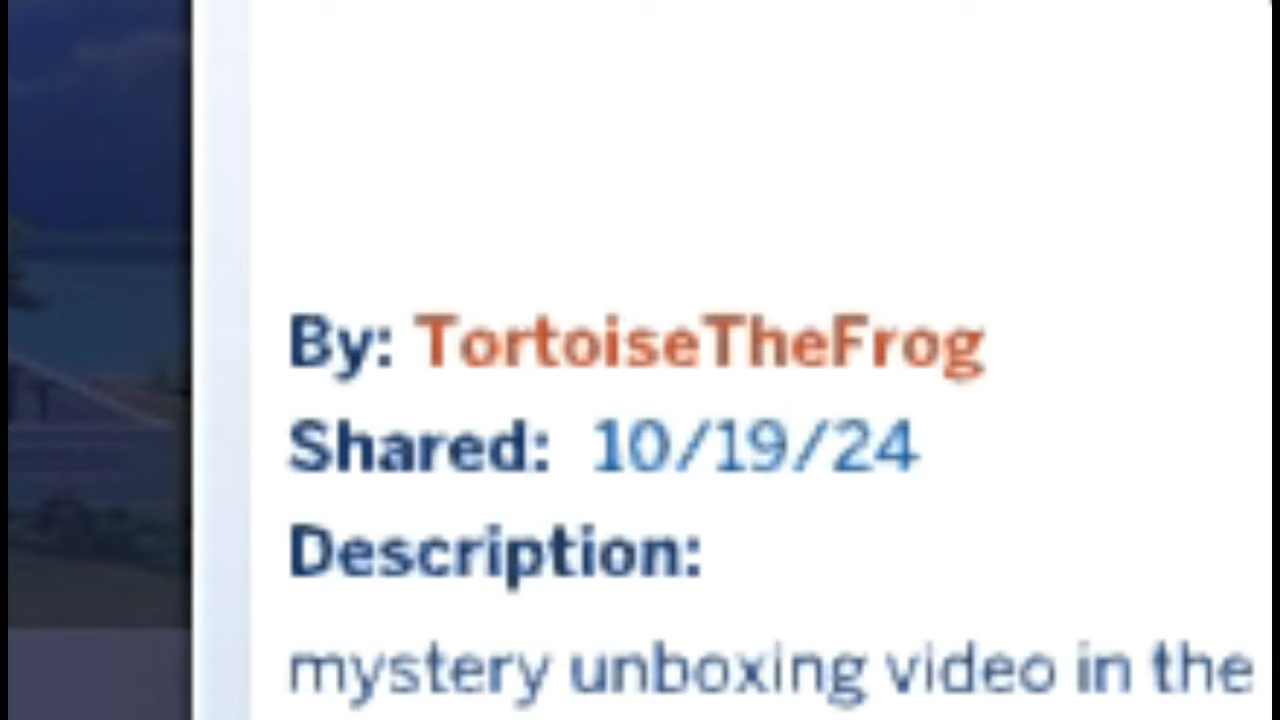 By: TortoiseTheFrog
Shared: 10/19/24
Description:
mystery unboxing video in the